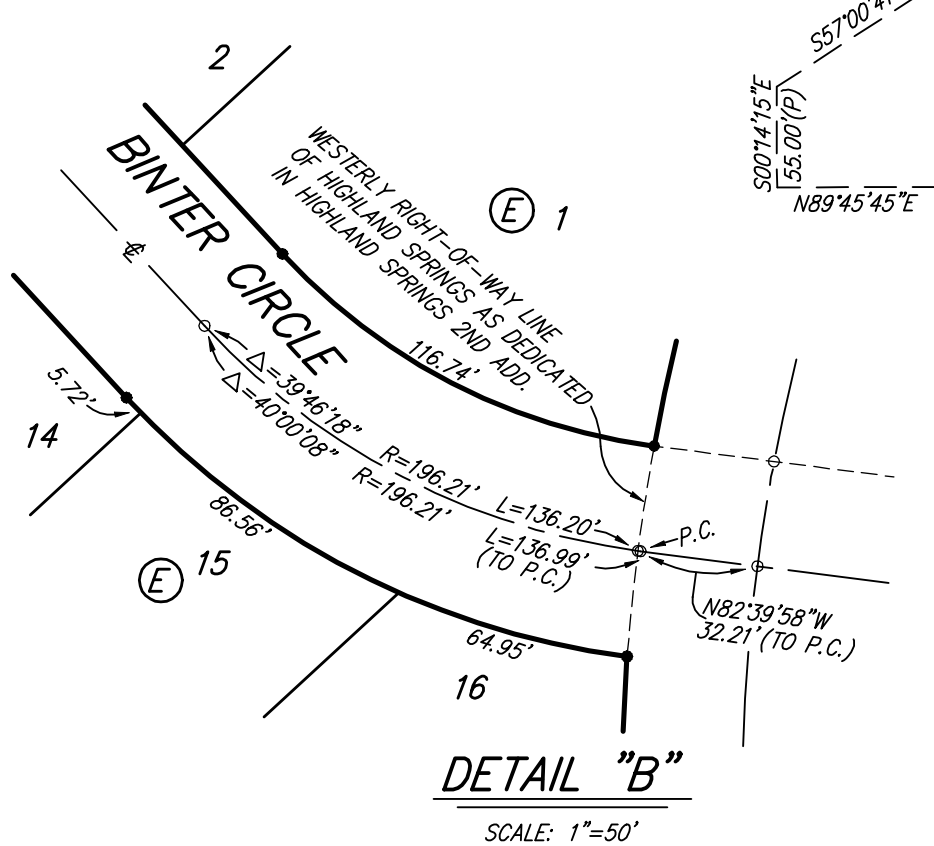 S57°00'4
S00°14'15"E
55.00'(P)
N89°45'45"E
2
BINTER CIRCLE
WESTERLY RIGHT-OF-WAY LINE
OF HIGHLAND SPRINGS AS DEDICATED
IN HIGHLAND SPRINGS 2ND ADD.
E 1
℄
116.74'
△=39°46'18" R=196.21' L=136.20'
△=40°00'08" R=196.21' L=136.99'
(TO P.C.)
P.C.
5.72'
14
86.56'
E 15
N82°39'58"W
32.21' (TO P.C.)
64.95'
16
DETAIL "B"
SCALE: 1"=50'